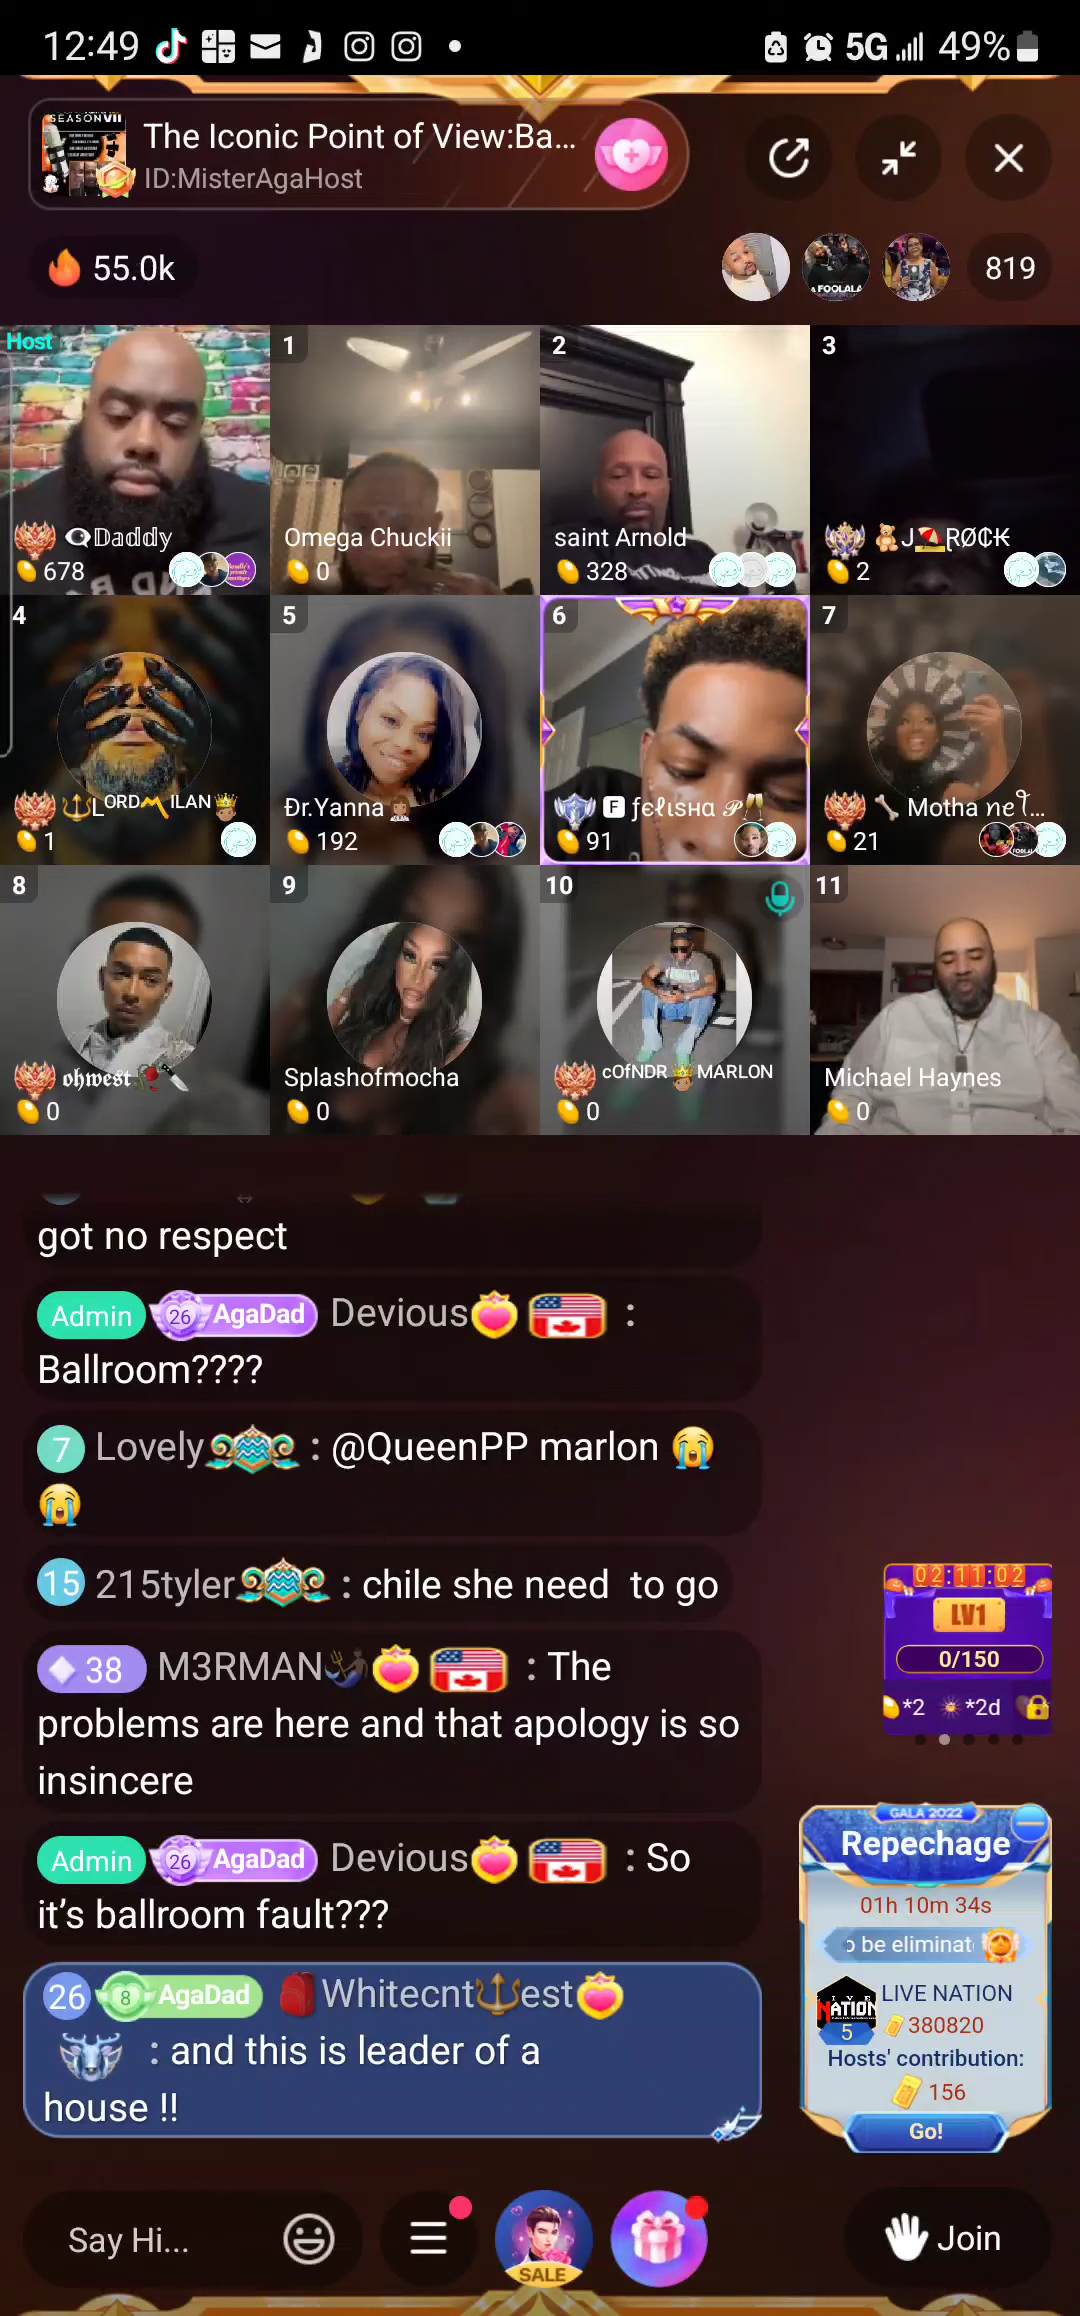 12:49
5G
49%
SEASON VII
The Iconic Point of View:Ba...
ID:MisterAgaHost
55.0k
A FOOLALA
819
Host
𝔻𝕒𝕕𝕕𝕪
678
1
Omega Chuckii
0
2
saint Arnold
328
3
🧸J🏖️ⱤØ₵₭
2
4
🔱LORD〽️ILAN🤴🏽
1
5
Ðr.Yanna👩🏽‍⚕️
192
6
🅵 ƒєℓιѕнα 𝒫🥂
91
7
🦴 Motha 𝓃𝑒...
21
8
𝖔𝖍𝖜𝖊𝖘𝖙🥀🔪
0
9
Splashofmocha
0
10
cOfNDR🤴🏽MARLON
0
11
Michael Haynes
0
got no respect
Admin 26 AgaDad Devious :
Ballroom????
7 Lovely : @QueenPP marlon 😭
😭
15 215tyler : chile she need to go
38 M3RMAN : The
problems are here and that apology is so
insincere
Admin 26 AgaDad Devious : So
it's ballroom fault???
26 8 AgaDad 🎒Whitecnt🔱est
: and this is leader of a
house !!
02:11:02
LV1
0/150
*2 *2d
GALA 2022
Repechage
01h 10m 34s
o be eliminat
LIVE NATION
5
380820
Hosts' contribution:
156
Go!
Say Hi...
SALE
Join